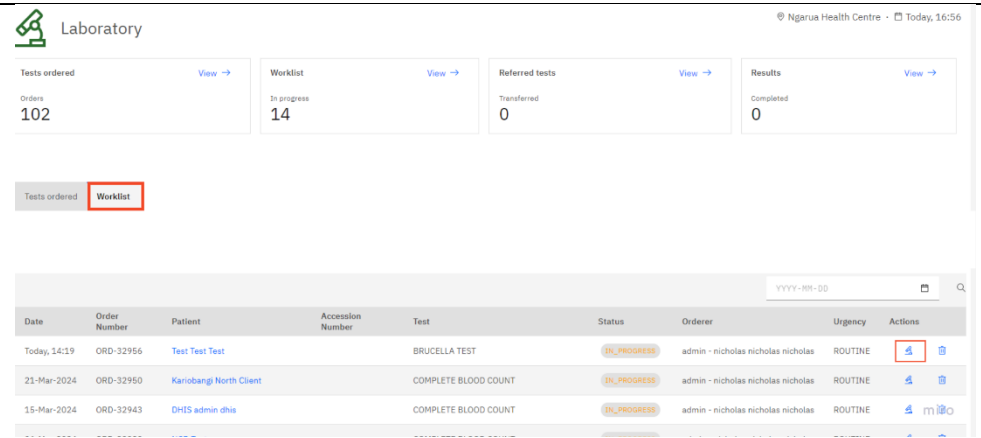 Laboratory
Ngarua Health Centre · Today, 16:56
Tests ordered View → Worklist View → Referred tests View → Results View →
Orders In progress Transferred Completed
102 14 0 0
Tests ordered Worklist
YYYY-MM-DD
Date Order Number Patient Accession Number Test Status Orderer Urgency Actions
Today, 14:19 ORD-32956 Test Test Test BRUCELLA TEST IN_PROGRESS admin - nicholas nicholas nicholas ROUTINE
21-Mar-2024 ORD-32950 Kariobangi North Client COMPLETE BLOOD COUNT IN_PROGRESS admin - nicholas nicholas nicholas ROUTINE
15-Mar-2024 ORD-32943 DHIS admin dhis COMPLETE BLOOD COUNT IN_PROGRESS admin - nicholas nicholas nicholas ROUTINE
miro